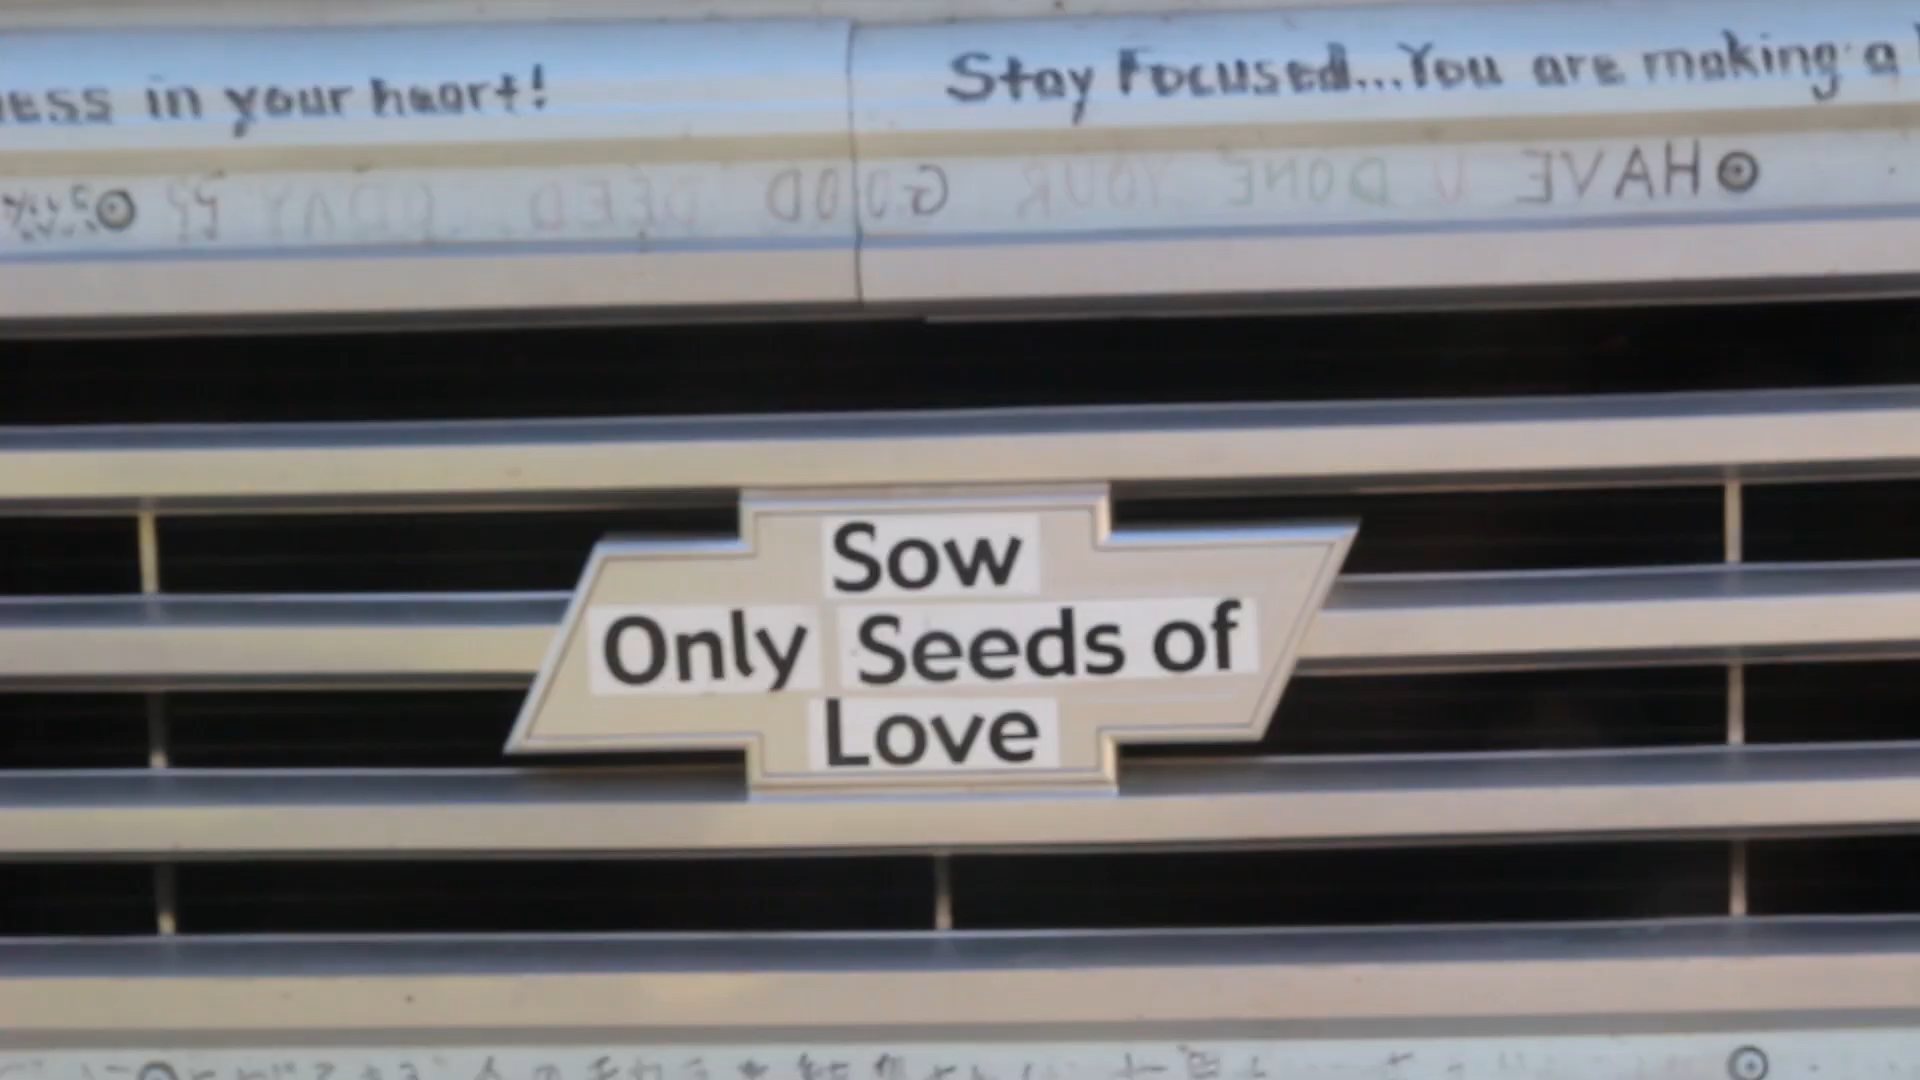 ess in your heart! Stay Focused...You are making a
HAVE U DONE YOUR GOOD DEED
Sow
Only Seeds of
Love